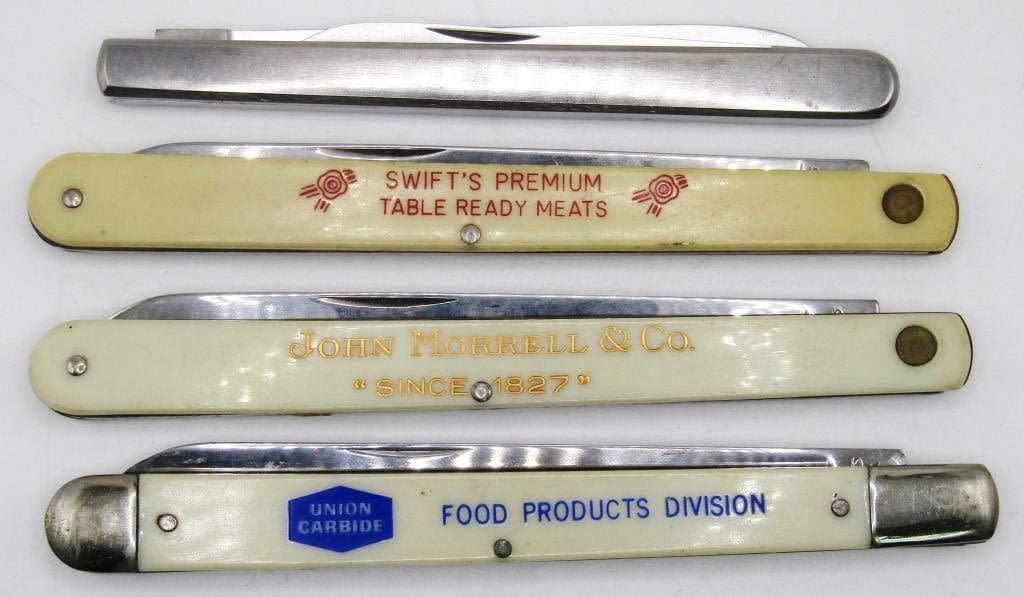 SWIFT'S PREMIUM
TABLE READY MEATS
JOHN MORRELL & CO.
"SINCE 1827"
UNION
CARBIDE
FOOD PRODUCTS DIVISION